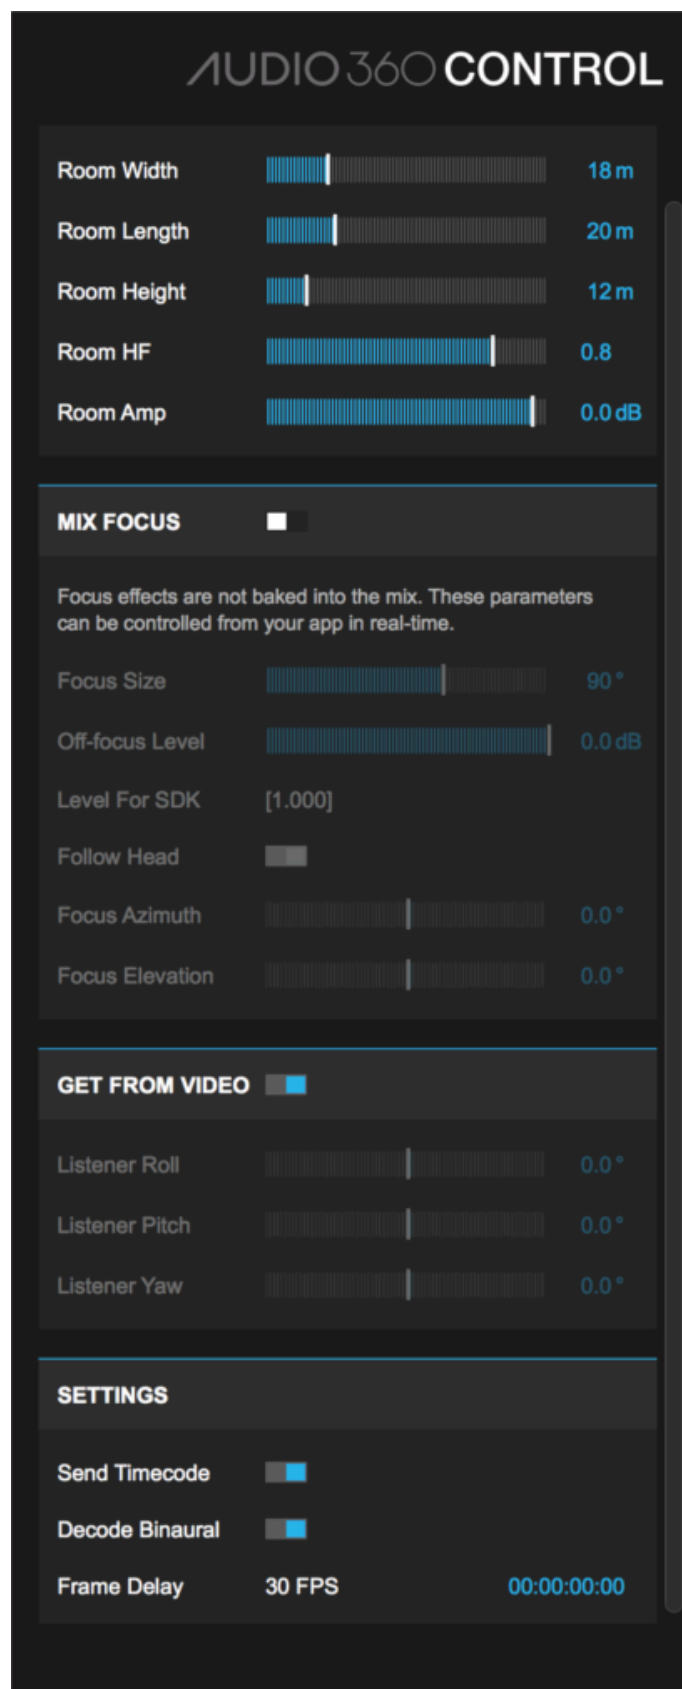 AUDIO 360 CONTROL
Room Width 18 m
Room Length 20 m
Room Height 12 m
Room HF 0.8
Room Amp 0.0 dB
MIX FOCUS
Focus effects are not baked into the mix. These parameters
can be controlled from your app in real-time.
Focus Size 90 °
Off-focus Level 0.0 dB
Level For SDK [1.000]
Follow Head
Focus Azimuth 0.0 °
Focus Elevation 0.0 °
GET FROM VIDEO
Listener Roll 0.0 °
Listener Pitch 0.0 °
Listener Yaw 0.0 °
SETTINGS
Send Timecode
Decode Binaural
Frame Delay 30 FPS 00:00:00:00